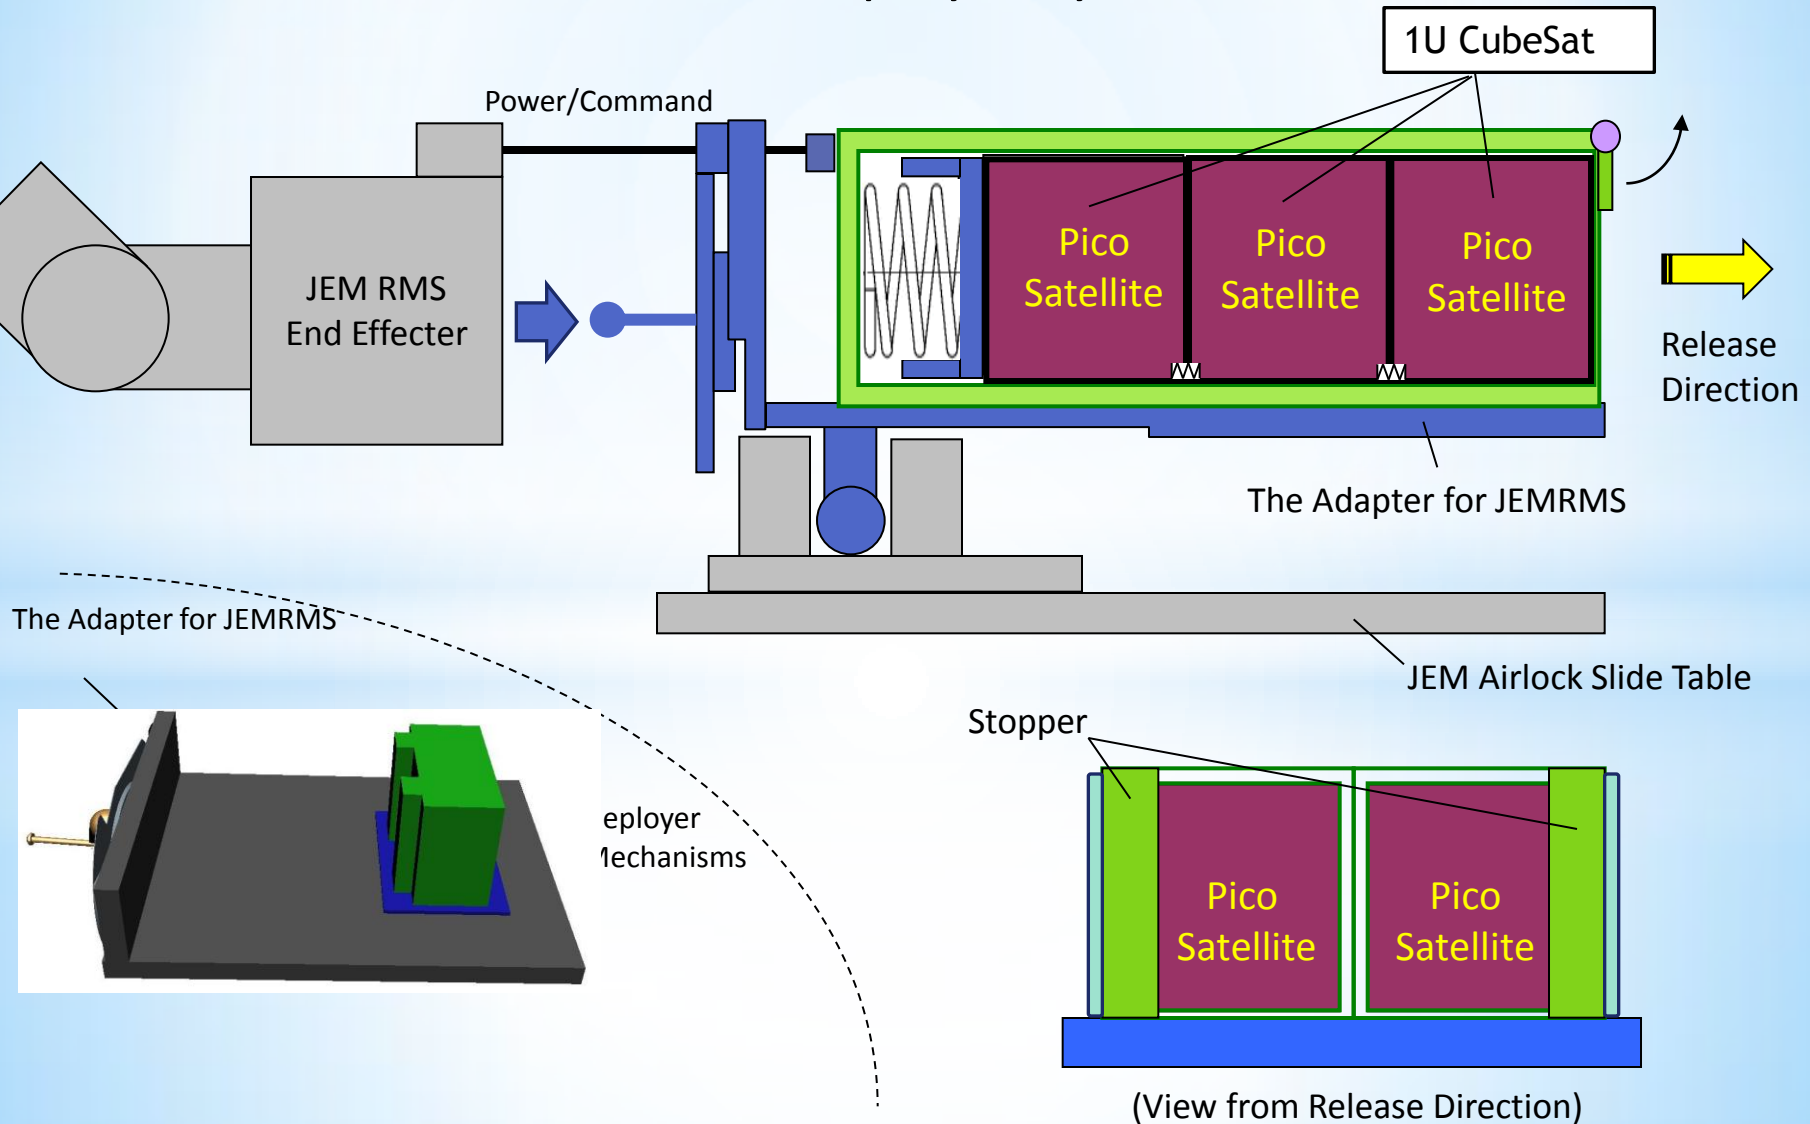 1U CubeSat
Power/Command
JEM RMS
End Effecter
Pico
Satellite
Pico
Satellite
Pico
Satellite
Release
Direction
The Adapter for JEMRMS
The Adapter for JEMRMS
JEM Airlock Slide Table
Stopper
eployer
Mechanisms
Pico
Satellite
Pico
Satellite
(View from Release Direction)